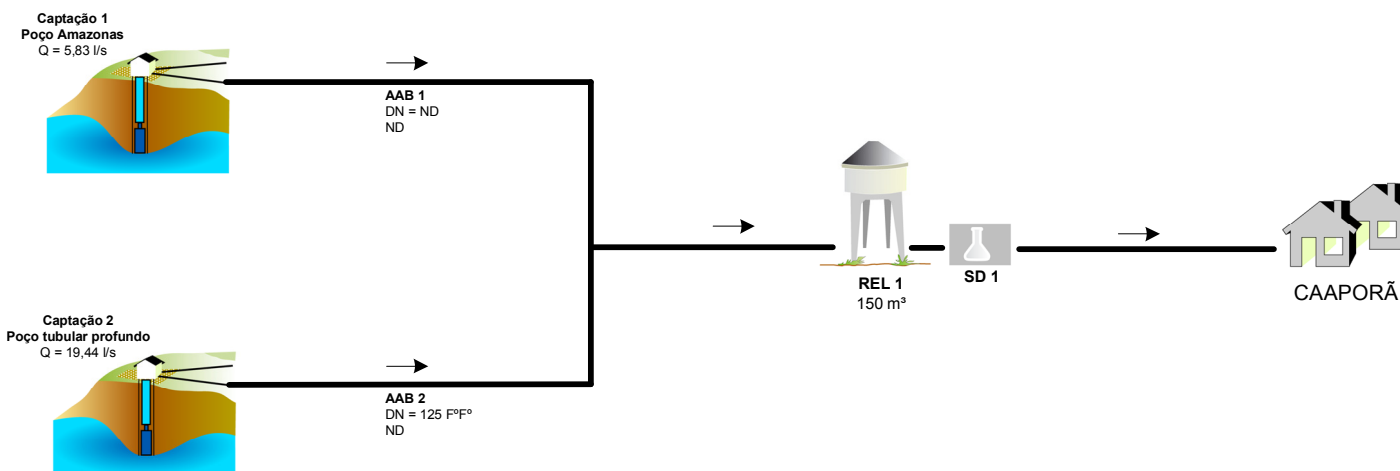 Captação 1
Poço Amazonas
Q = 5,83 l/s
AAB 1
DN = ND
ND
REL 1
150 m³
SD 1
CAAPORÃ
Captação 2
Poço tubular profundo
Q = 19,44 l/s
AAB 2
DN = 125 FºFº
ND